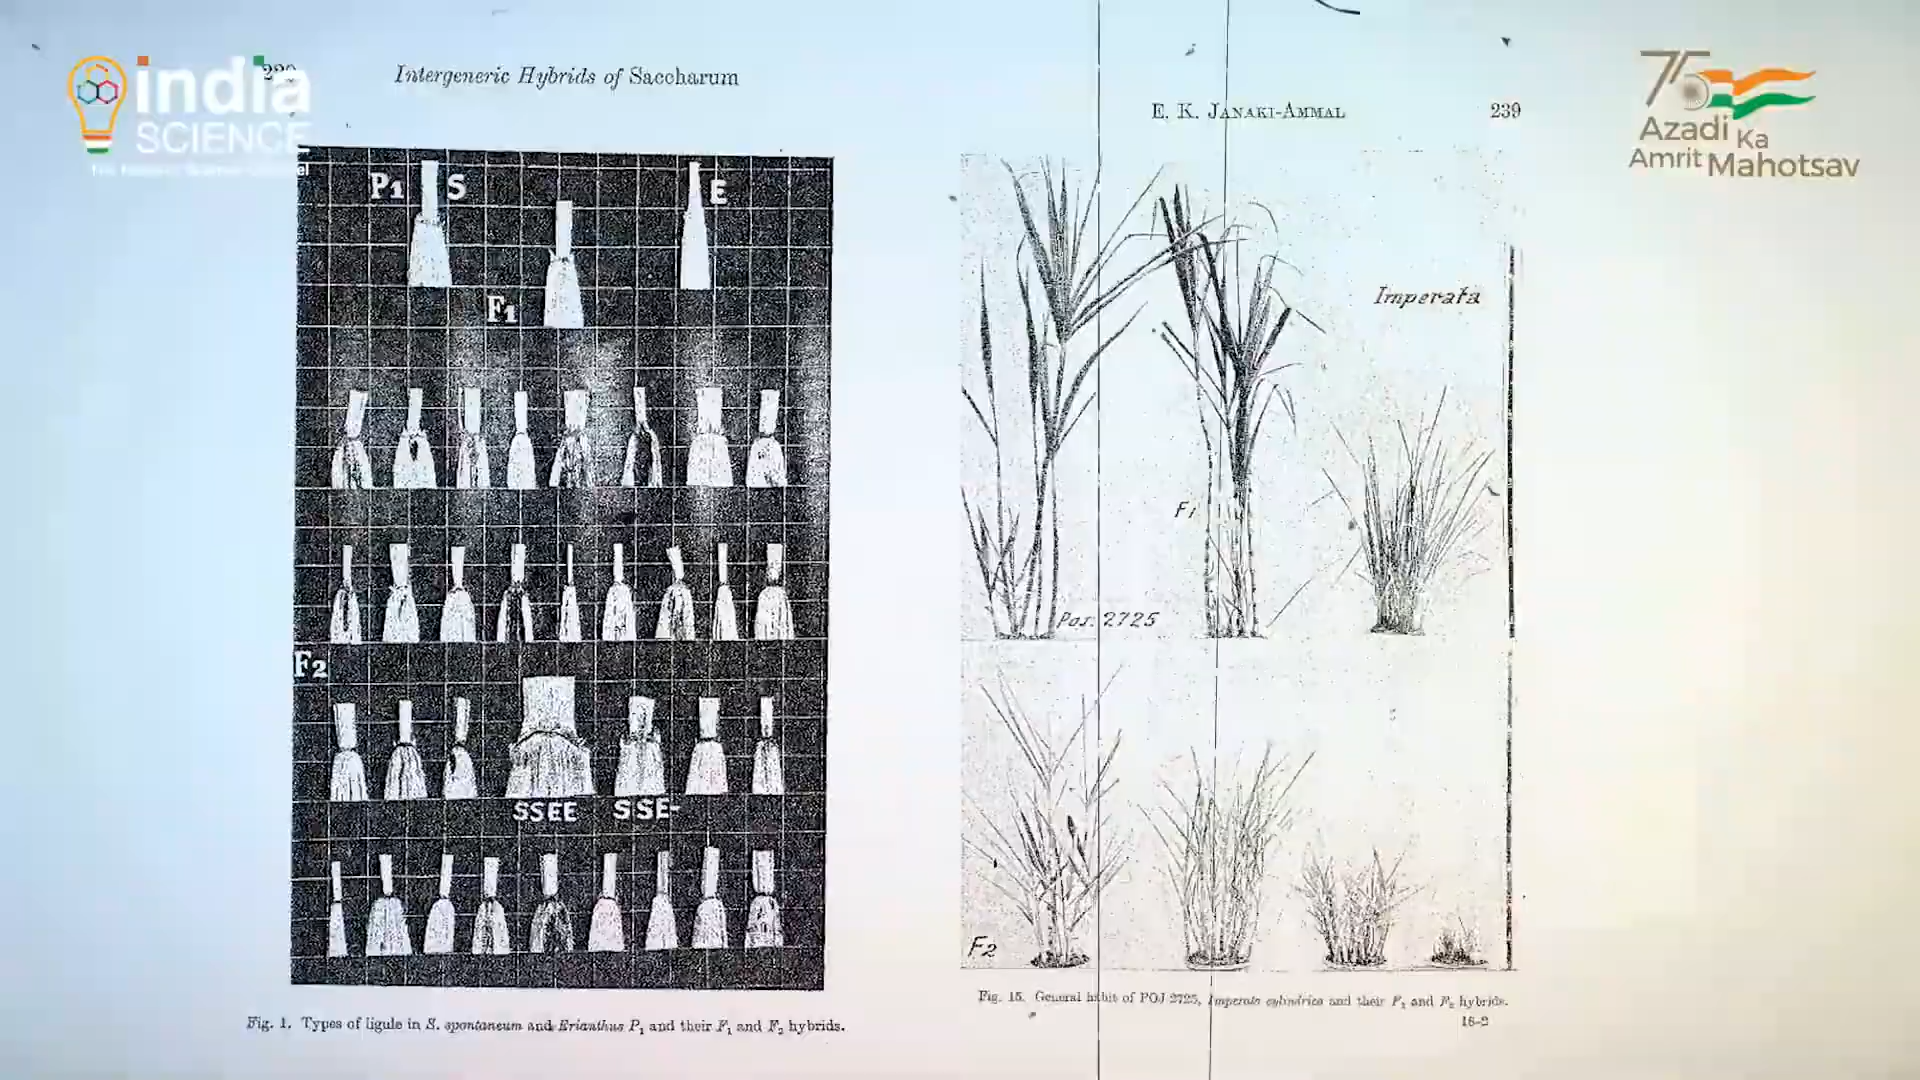 india
SCIENCE
Intergeneric Hybrids of Saccharum
P1 S
E
F1
F2
SSEE SSE-
Fig. 1. Types of ligule in S. spontaneum and Erianthus P1 and their F1 and F2 hybrids.
E. K. JANAKI-AMMAL 239
Imperata
F1
Pos. 2725
F2
Fig. 15. General habit of POJ 2725, Imperata cylindrica and their F1 and F2 hybrids.
16-2
75
Azadi Ka
Amrit Mahotsav